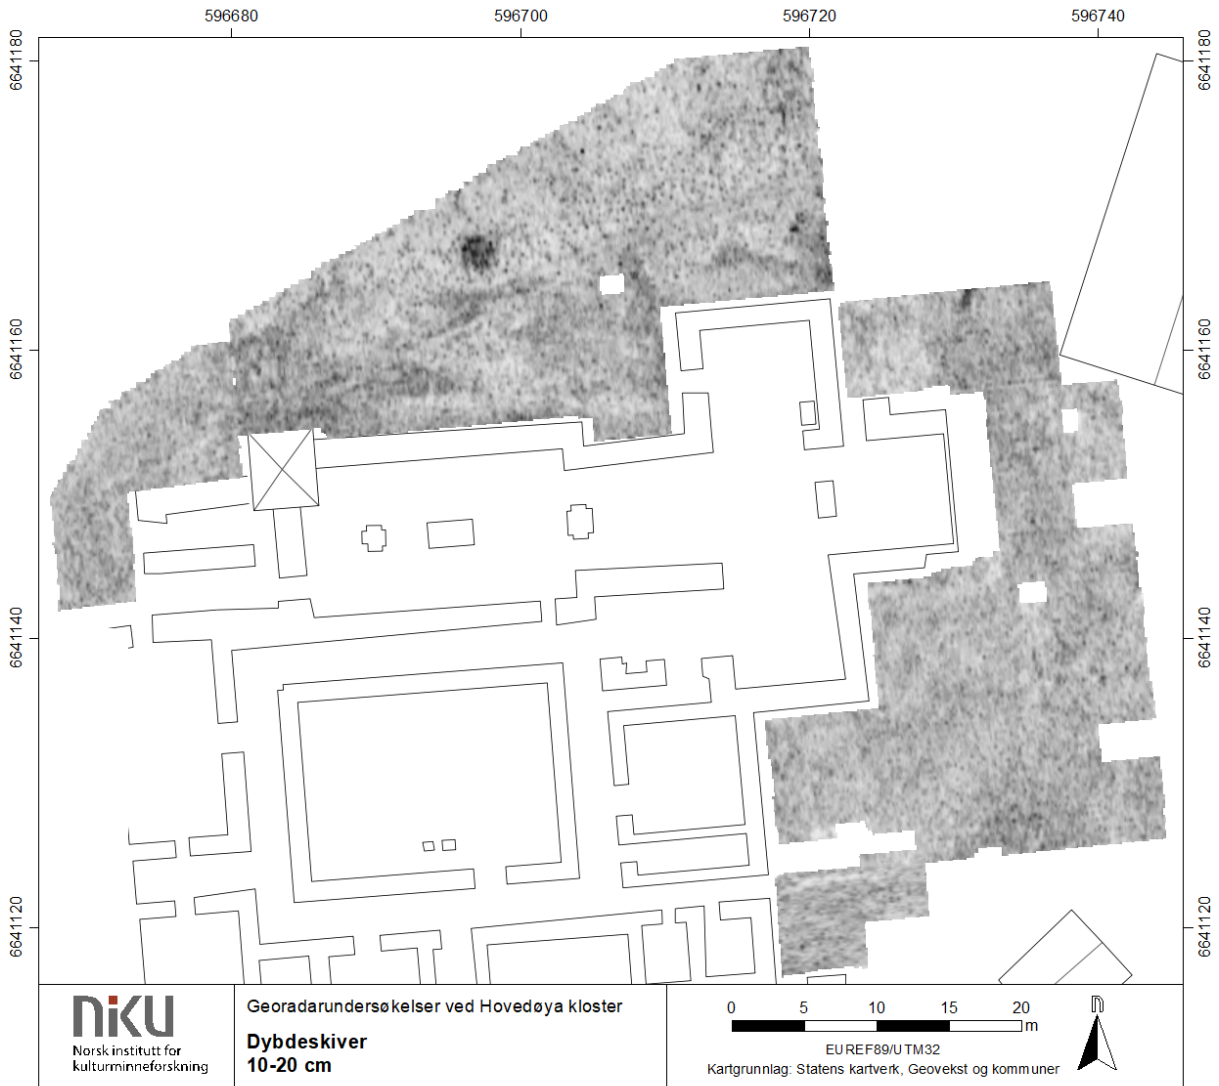 596680 596700 596720 596740
6641180 6641180
6641160 6641160
6641140 6641140
6641120 6641120
niku
Norsk institutt for
kulturminneforskning
Georadarundersøkelser ved Hovedøya kloster
Dybdeskiver
10-20 cm
0 5 10 15 20
m
EUREF89/UTM32
Kartgrunnlag: Statens kartverk, Geovekst og kommuner
n